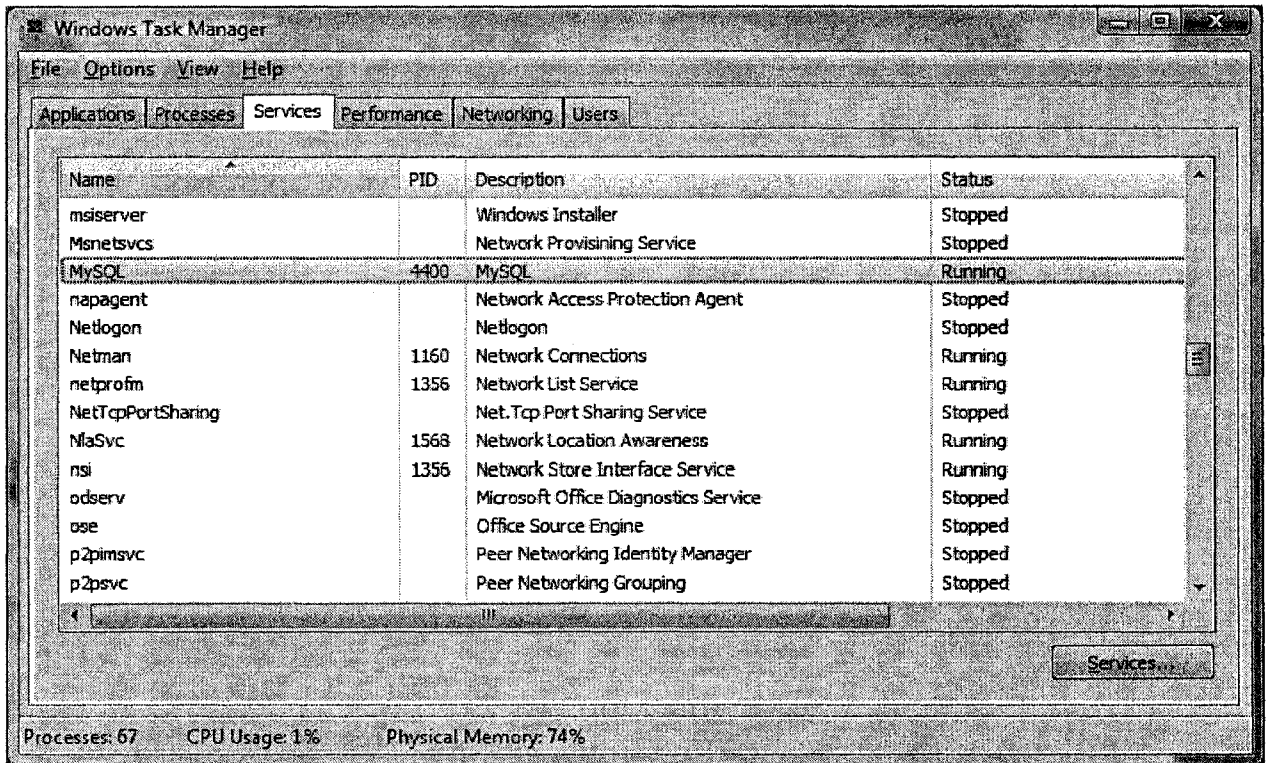 Windows Task Manager
File Options View Help
Applications Processes Services Performance Networking Users
Name PID Description Status
msiserver Windows Installer Stopped
Msnetsvcs Network Provisining Service Stopped
MySQL 4400 MySQL Running
napagent Network Access Protection Agent Stopped
Netlogon Netlogon Stopped
Netman 1160 Network Connections Running
netprofm 1356 Network List Service Running
NetTcpPortSharing Net.Tcp Port Sharing Service Stopped
NlaSvc 1568 Network Location Awareness Running
nsi 1356 Network Store Interface Service Running
odserv Microsoft Office Diagnostics Service Stopped
ose Office Source Engine Stopped
p2pimsvc Peer Networking Identity Manager Stopped
p2psvc Peer Networking Grouping Stopped
Services...
Processes: 67 CPU Usage: 1% Physical Memory: 74%